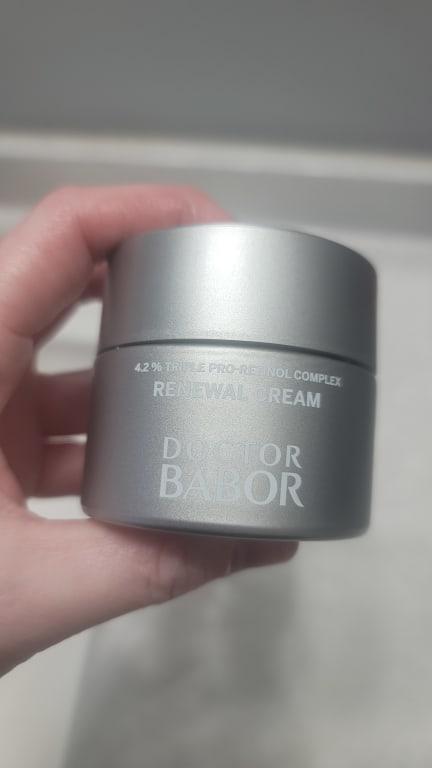 4.2% TRIPLE PRO-RETINOL COMPLEX
RENEWAL CREAM
DOCTOR
BABOR